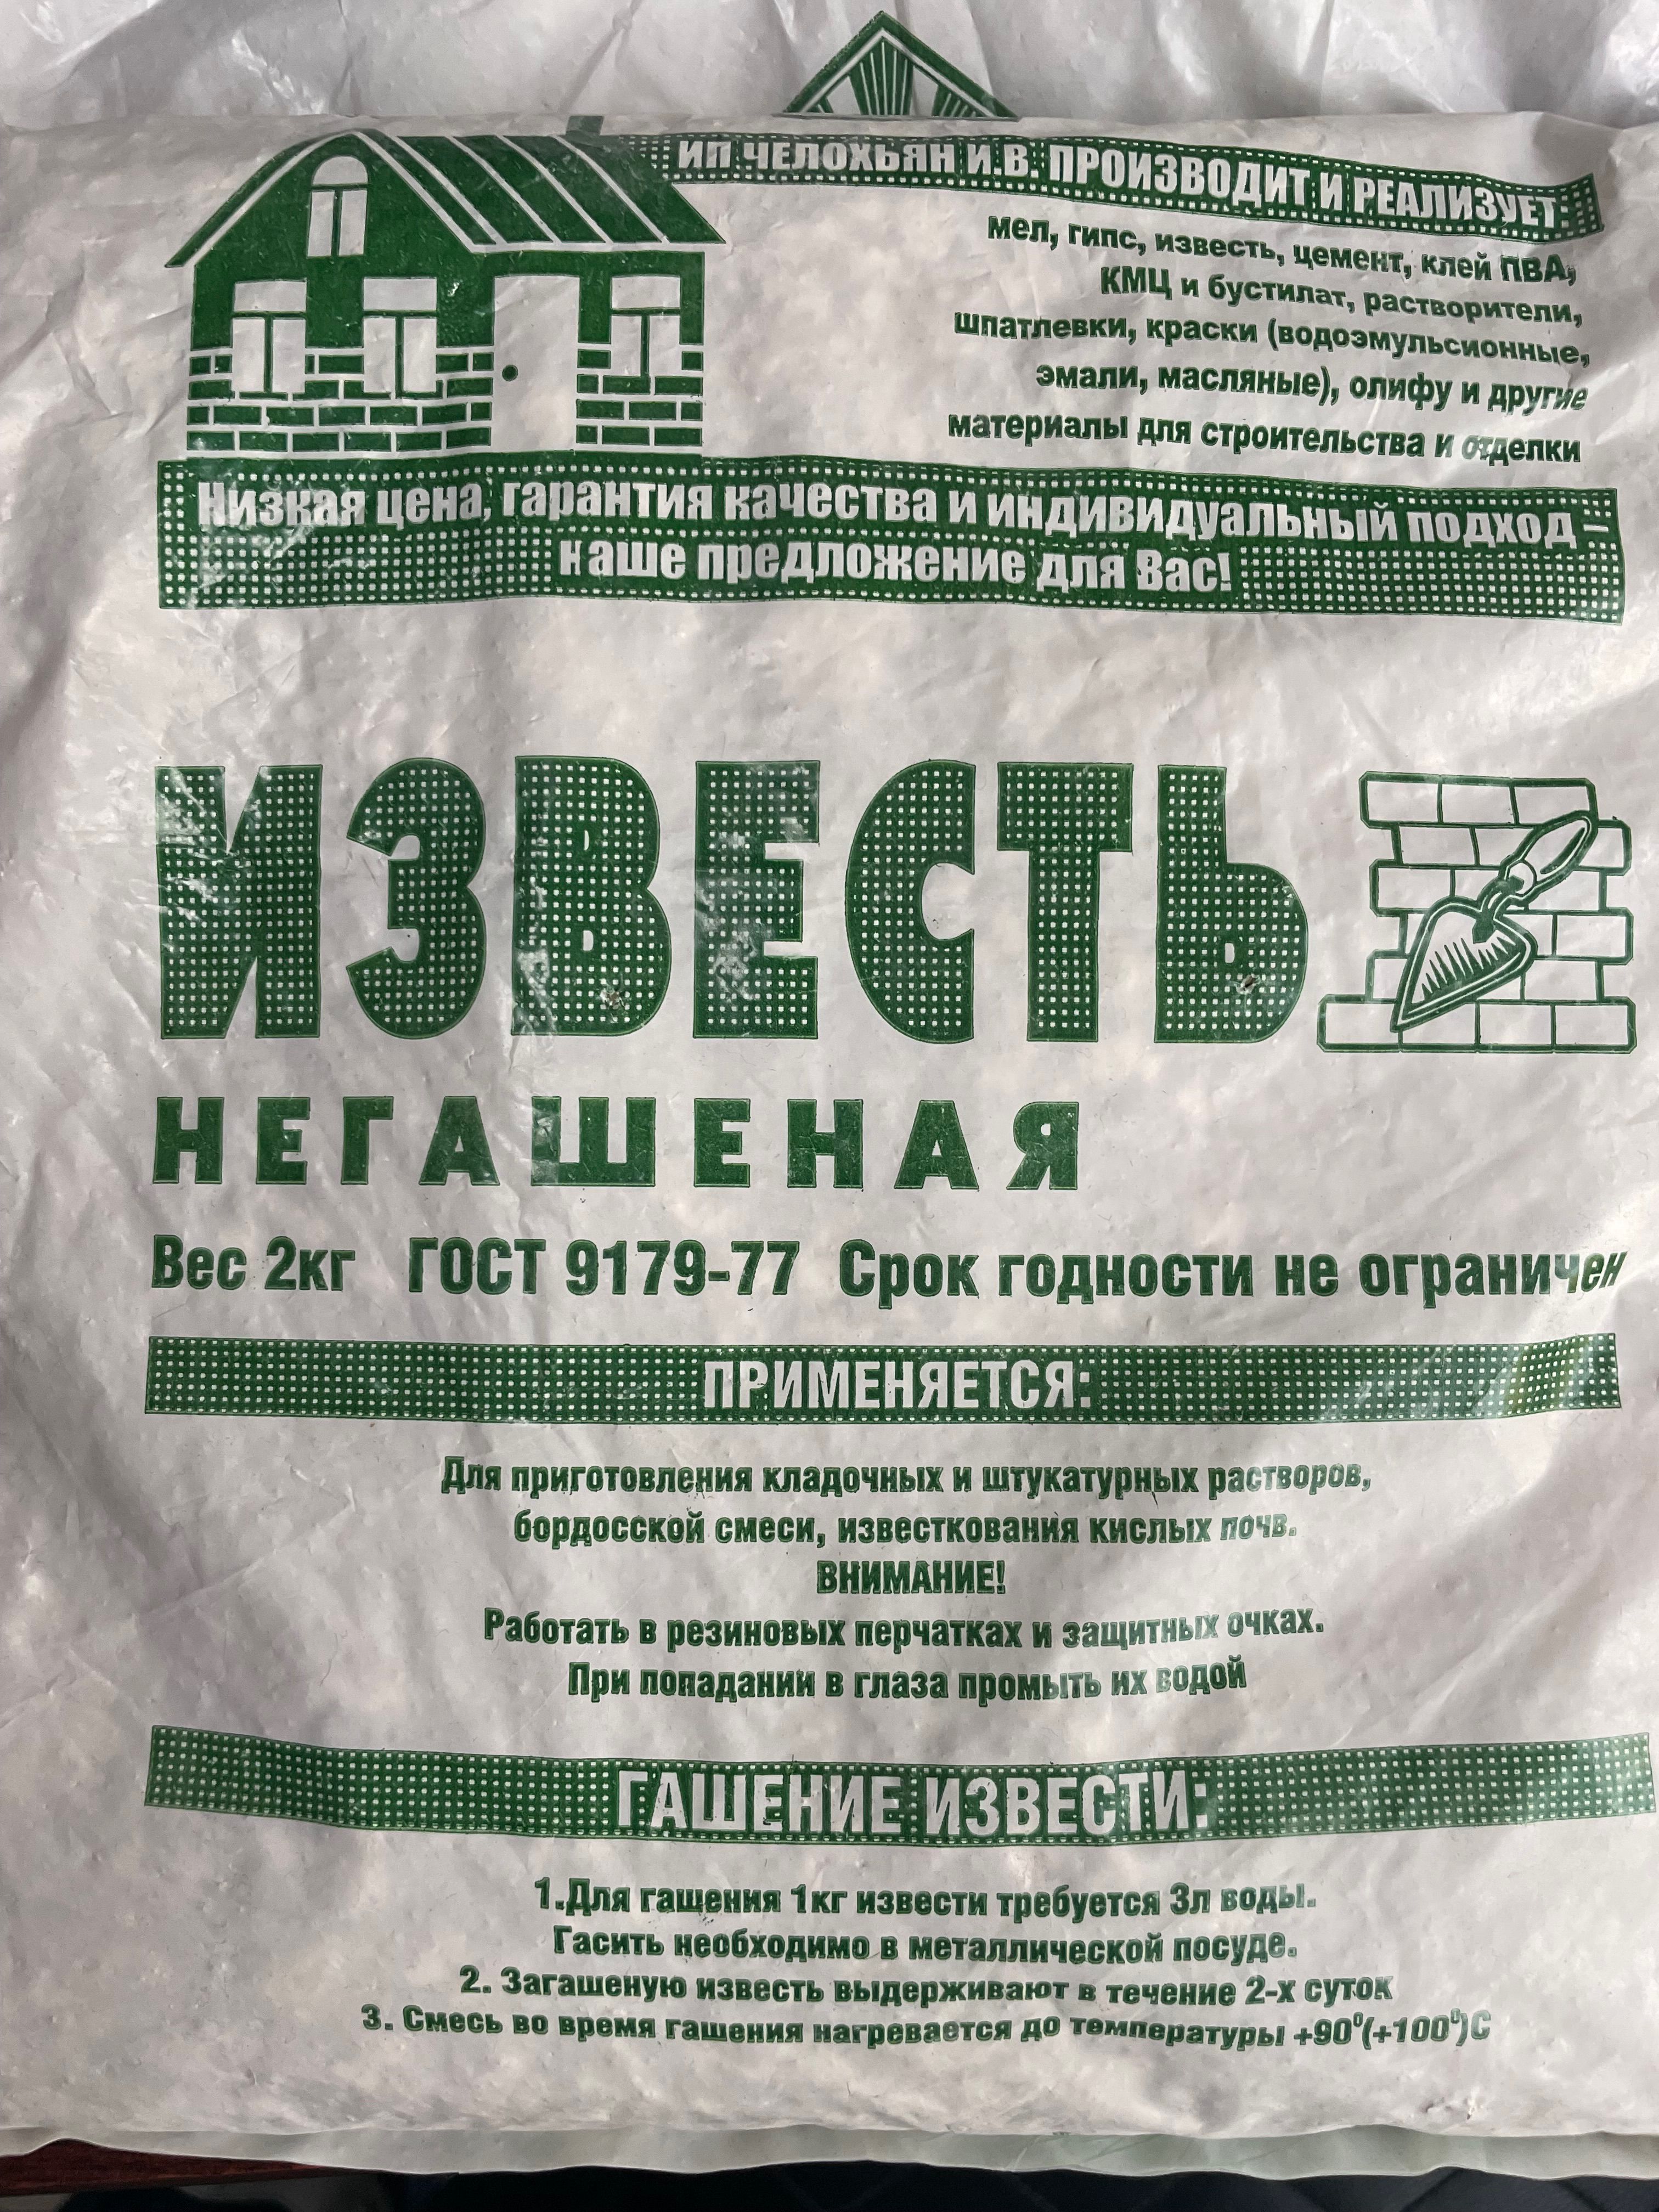 ИП ЧЕЛОХЬЯН И.В. ПРОИЗВОДИТ И РЕАЛИЗУЕТ:
мел, гипс, известь, цемент, клей ПВА,
КМЦ и бустилат, растворители,
шпатлевки, краски (водоэмульсионные,
эмали, масляные), олифу и другие
материалы для строительства и отделки
Низкая цена, гарантия качества и индивидуальный подход –
наше предложение для Вас!
ИЗВЕСТЬ
НЕГАШЕНАЯ
Вес 2кг ГОСТ 9179-77 Срок годности не ограничен
ПРИМЕНЯЕТСЯ:
Для приготовления кладочных и штукатурных растворов,
бордосской смеси, известкования кислых почв.
ВНИМАНИЕ!
Работать в резиновых перчатках и защитных очках.
При попадании в глаза промыть их водой
ГАШЕНИЕ ИЗВЕСТИ:
1.Для гашения 1кг извести требуется 3л воды.
Гасить необходимо в металлической посуде.
2. Загашеную известь выдерживают в течение 2-х суток
3. Смесь во время гашения нагревается до температуры +90⁰(+100⁰)С